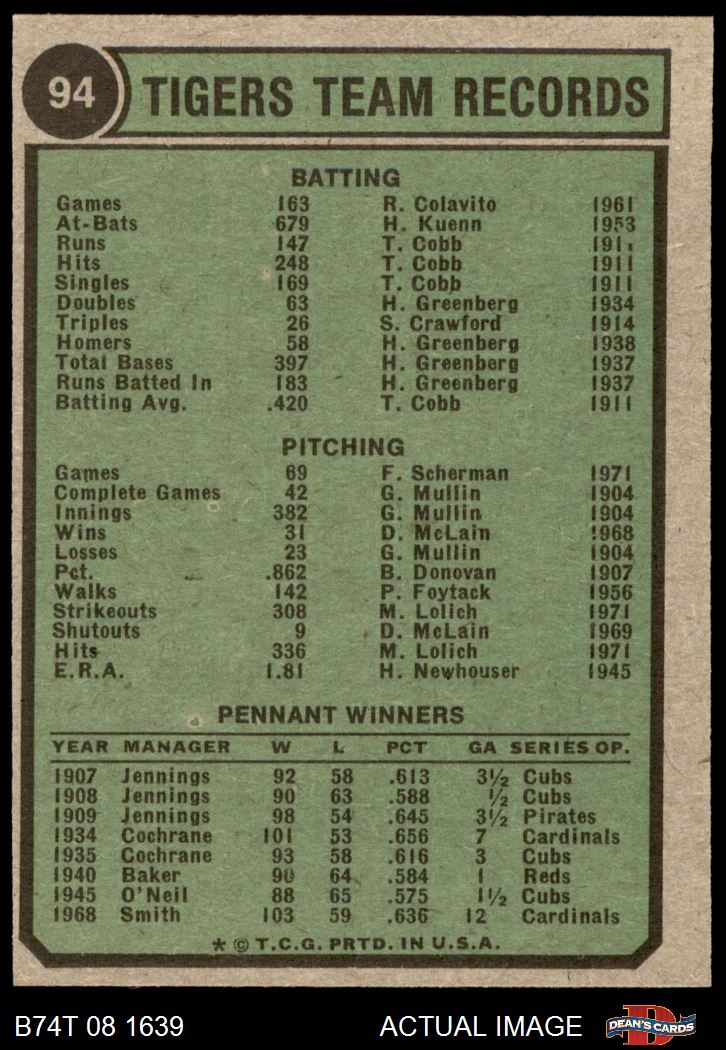 94 TIGERS TEAM RECORDS
BATTING
Games 163 R. Colavito 1961
At-Bats 679 H. Kuenn 1953
Runs 147 T. Cobb
Hits 248 T. Cobb 1911
Singles 169 T. Cobb 1911
Doubles 63 H. Greenberg 1934
Triples 26 S. Crawford 1914
Homers 58 H. Greenberg 1938
Total Bases 397 H. Greenberg 1937
Runs Batted In 183 H. Greenberg 1937
Batting Avg. .420 T. Cobb 1911
PITCHING
Games 69 F. Scherman 1971
Complete Games 42 G. Mullin 1904
Innings 382 G. Mullin 1904
Wins 31 D. McLain 1968
Losses 23 G. Mullin 1904
Pct. .862 B. Donovan 1907
Walks 142 P. Foytack 1956
Strikeouts 308 M. Lolich 1971
Shutouts 9 D. McLain 1969
Hits 336 M. Lolich 1971
E.R.A. 1.81 H. Newhouser 1945
PENNANT WINNERS
YEAR MANAGER W L PCT GA SERIES OP.
1907 Jennings 92 58 .613 3½ Cubs
1908 Jennings 90 63 .588 ½ Cubs
1909 Jennings 98 54 .645 3½ Pirates
1934 Cochrane 101 53 .656 7 Cardinals
1935 Cochrane 93 58 .616 3 Cubs
1940 Baker 90 64 .584 1 Reds
1945 O'Neil 88 65 .575 1½ Cubs
1968 Smith 103 59 .636 12 Cardinals
* © T.C.G. PRTD. IN U.S.A.
B74T 08 1639 ACTUAL IMAGE D DEAN'S CARDS